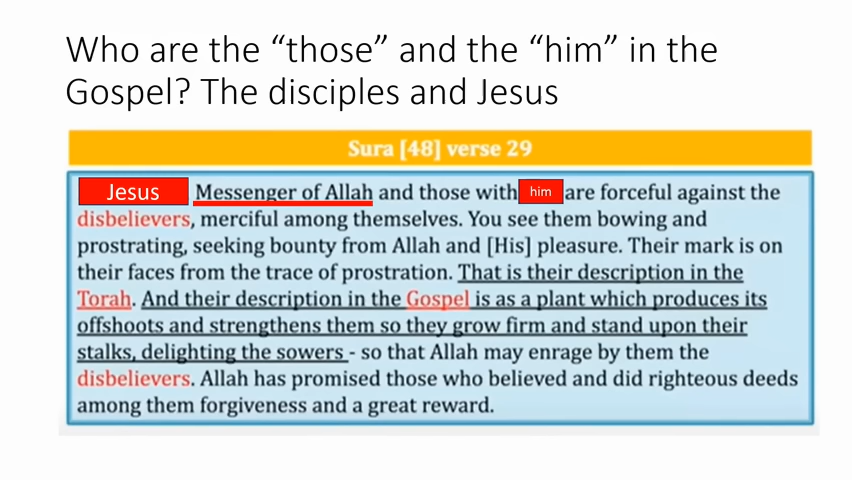 Who are the “those” and the “him” in the
Gospel? The disciples and Jesus
Sura [48] verse 29
Jesus Messenger of Allah and those with him are forceful against the
disbelievers, merciful among themselves. You see them bowing and
prostrating, seeking bounty from Allah and [His] pleasure. Their mark is on
their faces from the trace of prostration. That is their description in the
Torah. And their description in the Gospel is as a plant which produces its
offshoots and strengthens them so they grow firm and stand upon their
stalks, delighting the sowers - so that Allah may enrage by them the
disbelievers. Allah has promised those who believed and did righteous deeds
among them forgiveness and a great reward.